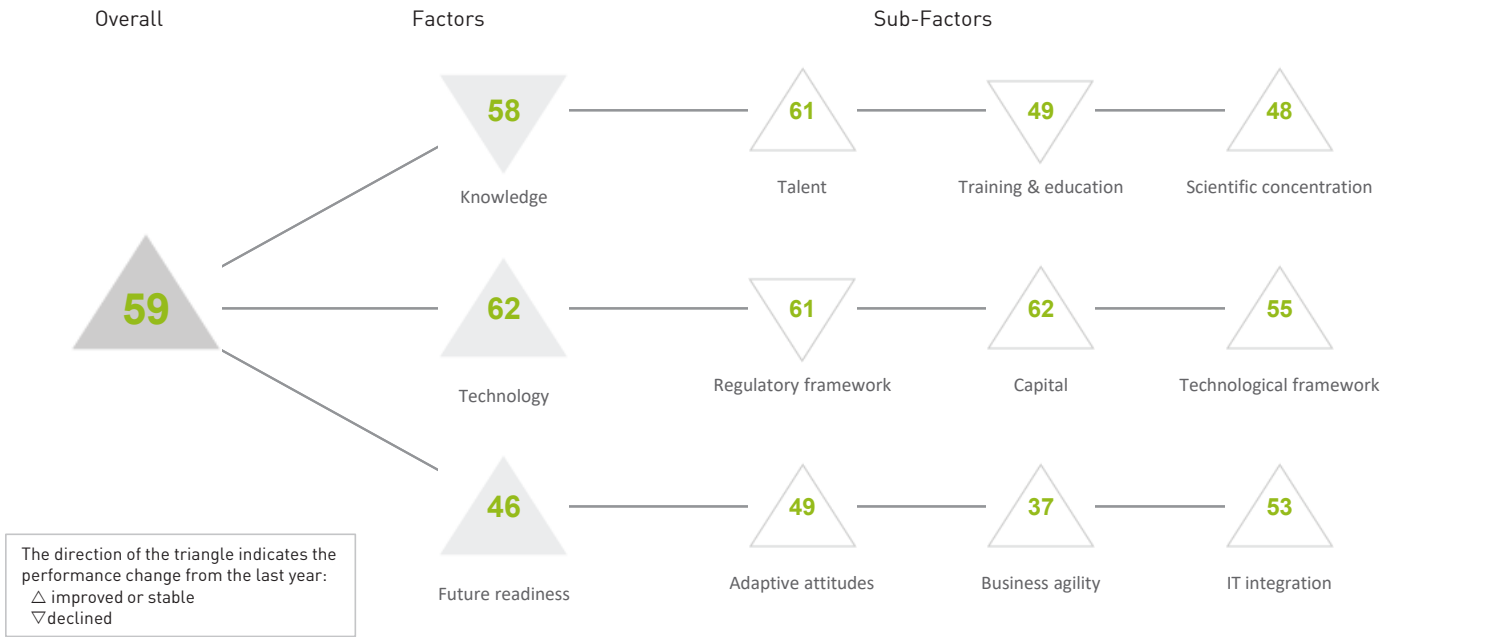 Overall
Factors
Sub-Factors
58
61
49
48
Knowledge
Talent
Training & education
Scientific concentration
59
62
61
62
55
Technology
Regulatory framework
Capital
Technological framework
46
49
37
53
Future readiness
Adaptive attitudes
Business agility
IT integration
The direction of the triangle indicates the
performance change from the last year:
△ improved or stable
▽declined